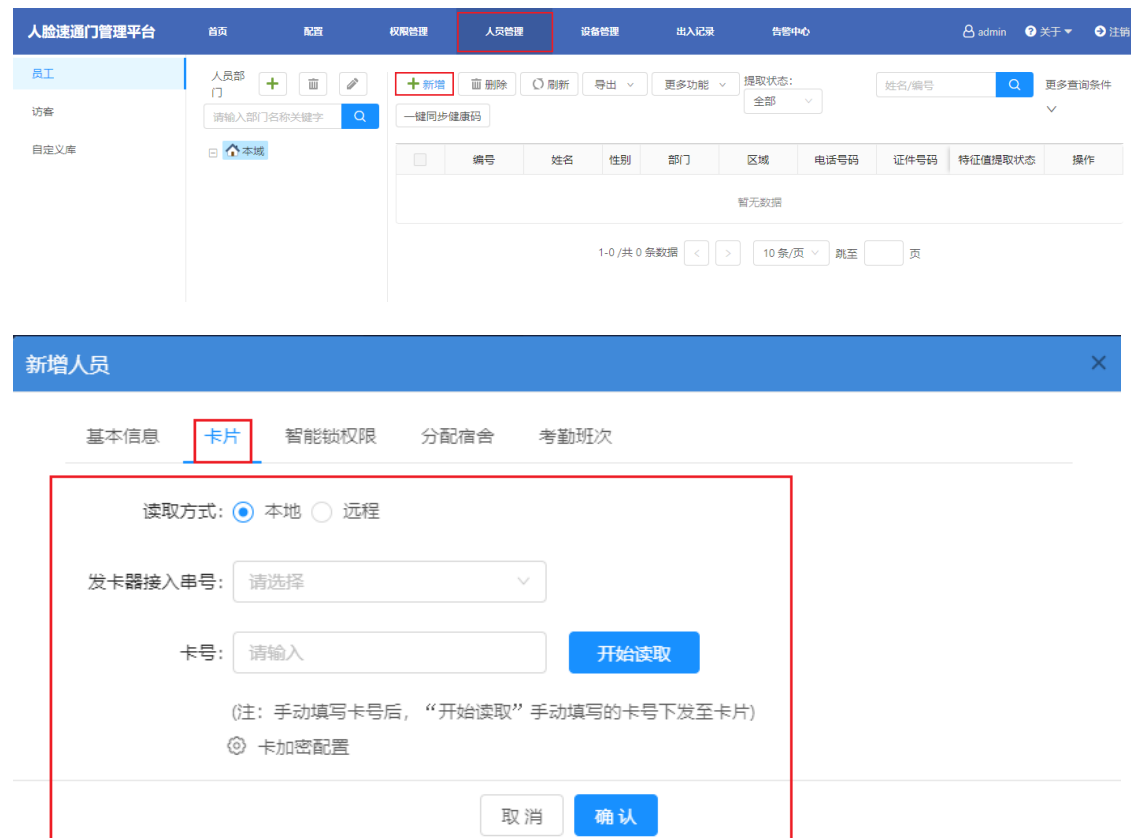 人脸速通门管理平台 首页 配置 权限管理 人员管理 设备管理 出入记录 告警中心 admin 关于 注销
员工
访客
自定义库
人员部门
请输入部门名称关键字
本域
新增 删除 刷新 导出 更多功能 提取状态: 全部 姓名/编号 更多查询条件
一键同步健康码
编号 姓名 性别 部门 区域 电话号码 证件号码 特征值提取状态 操作
暂无数据
1-0 /共 0 条数据 < > 10 条/页 跳至 页
新增人员
基本信息 卡片 智能锁权限 分配宿舍 考勤班次
读取方式: 本地 远程
发卡器接入串号: 请选择
卡号: 请输入 开始读取
(注: 手动填写卡号后, “开始读取” 手动填写的卡号下发至卡片)
卡加密配置
取 消 确 认